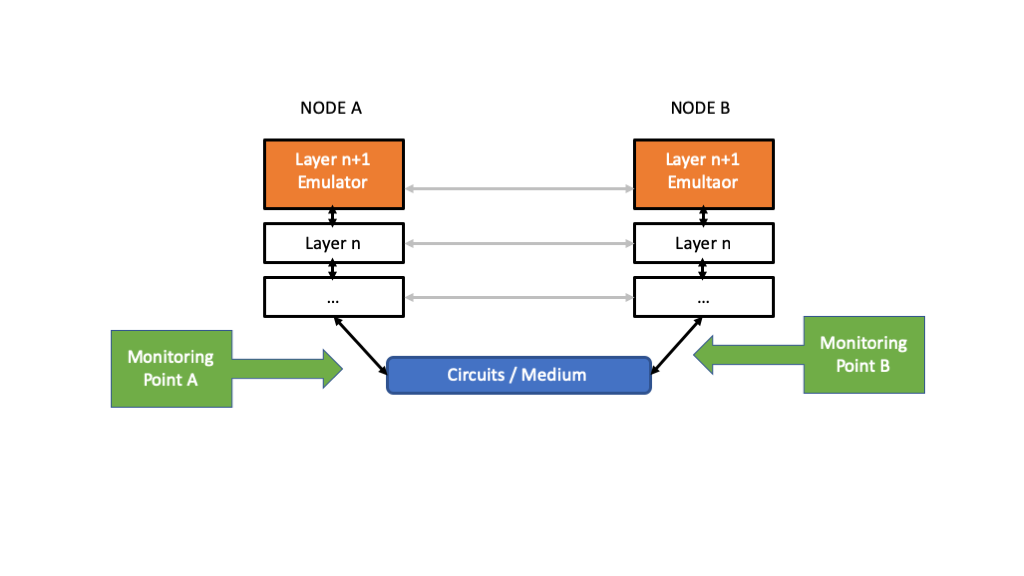 NODE A
NODE B
Layer n+1
Emulator
Layer n+1
Emultaor
Layer n
Layer n
...
...
Monitoring
Point A
Circuits / Medium
Monitoring
Point B